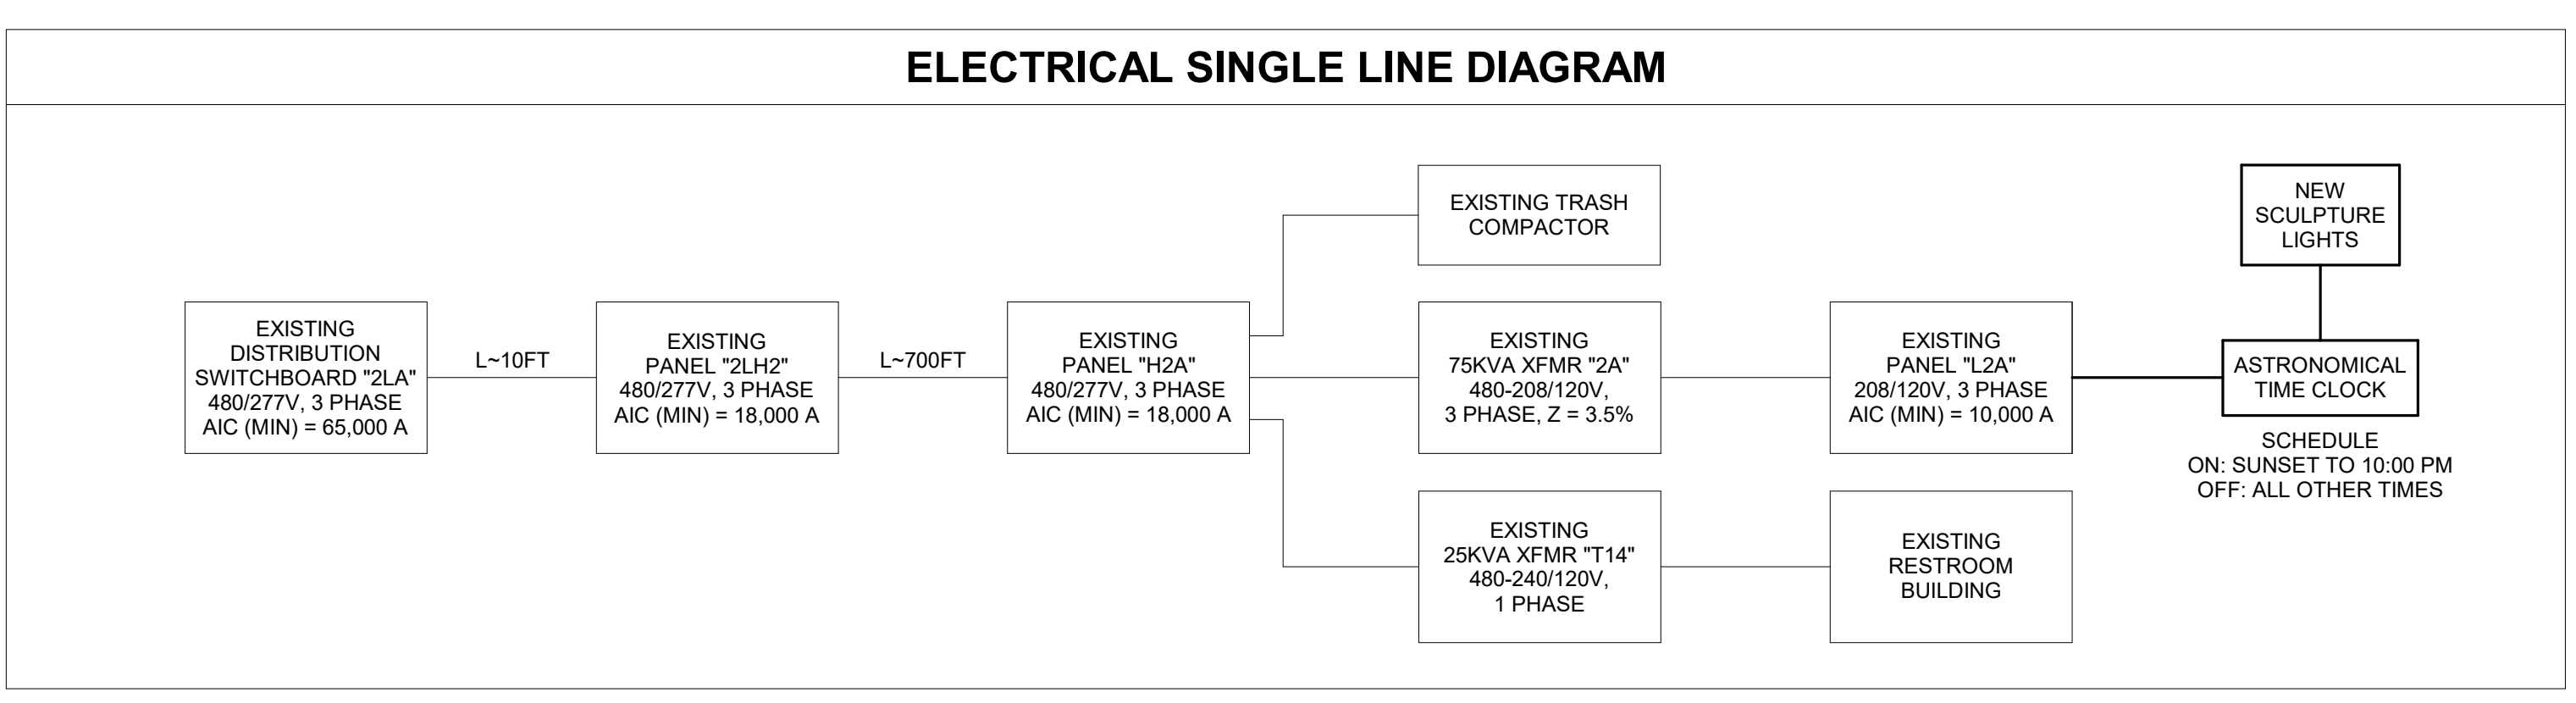 ELECTRICAL SINGLE LINE DIAGRAM
EXISTING
DISTRIBUTION
SWITCHBOARD "2LA"
480/277V, 3 PHASE
AIC (MIN) = 65,000 A
L~10FT
EXISTING
PANEL "2LH2"
480/277V, 3 PHASE
AIC (MIN) = 18,000 A
L~700FT
EXISTING
PANEL "H2A"
480/277V, 3 PHASE
AIC (MIN) = 18,000 A
EXISTING TRASH
COMPACTOR
EXISTING
75KVA XFMR "2A"
480-208/120V,
3 PHASE, Z = 3.5%
EXISTING
25KVA XFMR "T14"
480-240/120V,
1 PHASE
EXISTING
PANEL "L2A"
208/120V, 3 PHASE
AIC (MIN) = 10,000 A
EXISTING
RESTROOM
BUILDING
NEW
SCULPTURE
LIGHTS
ASTRONOMICAL
TIME CLOCK
SCHEDULE
ON: SUNSET TO 10:00 PM
OFF: ALL OTHER TIMES